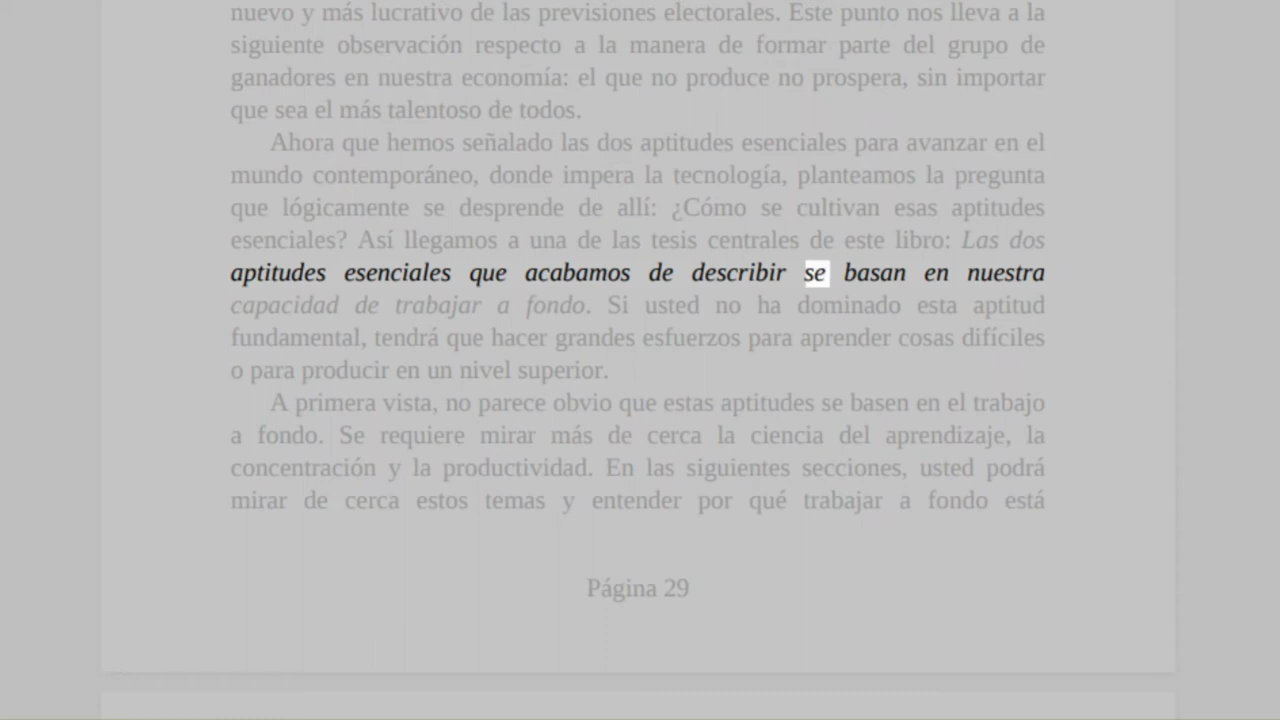 nuevo y más lucrativo de las previsiones electorales. Este punto nos lleva a la
siguiente observación respecto a la manera de formar parte del grupo de
ganadores en nuestra economía: el que no produce no prospera, sin importar
que sea el más talentoso de todos.
Ahora que hemos señalado las dos aptitudes esenciales para avanzar en el
mundo contemporáneo, donde impera la tecnología, planteamos la pregunta
que lógicamente se desprende de allí: ¿Cómo se cultivan esas aptitudes
esenciales? Así llegamos a una de las tesis centrales de este libro: Las dos
aptitudes esenciales que acabamos de describir se basan en nuestra
capacidad de trabajar a fondo. Si usted no ha dominado esta aptitud
fundamental, tendrá que hacer grandes esfuerzos para aprender cosas difíciles
o para producir en un nivel superior.
A primera vista, no parece obvio que estas aptitudes se basen en el trabajo
a fondo. Se requiere mirar más de cerca la ciencia del aprendizaje, la
concentración y la productividad. En las siguientes secciones, usted podrá
mirar de cerca estos temas y entender por qué trabajar a fondo está
Página 29